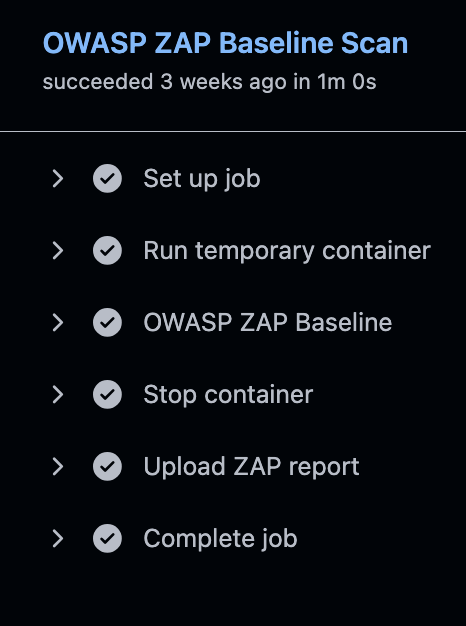 OWASP ZAP Baseline Scan
succeeded 3 weeks ago in 1m 0s
Set up job
Run temporary container
OWASP ZAP Baseline
Stop container
Upload ZAP report
Complete job